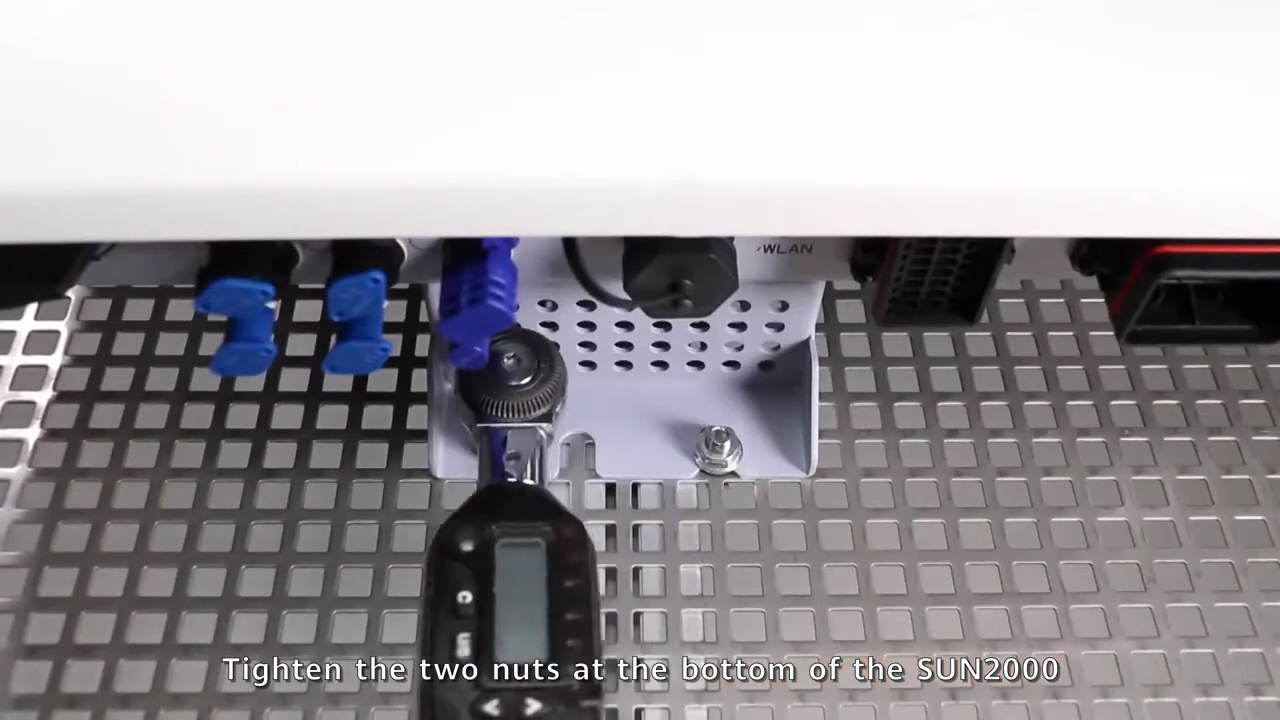 /WLAN
C
Tighten the two nuts at the bottom of the SUN2000